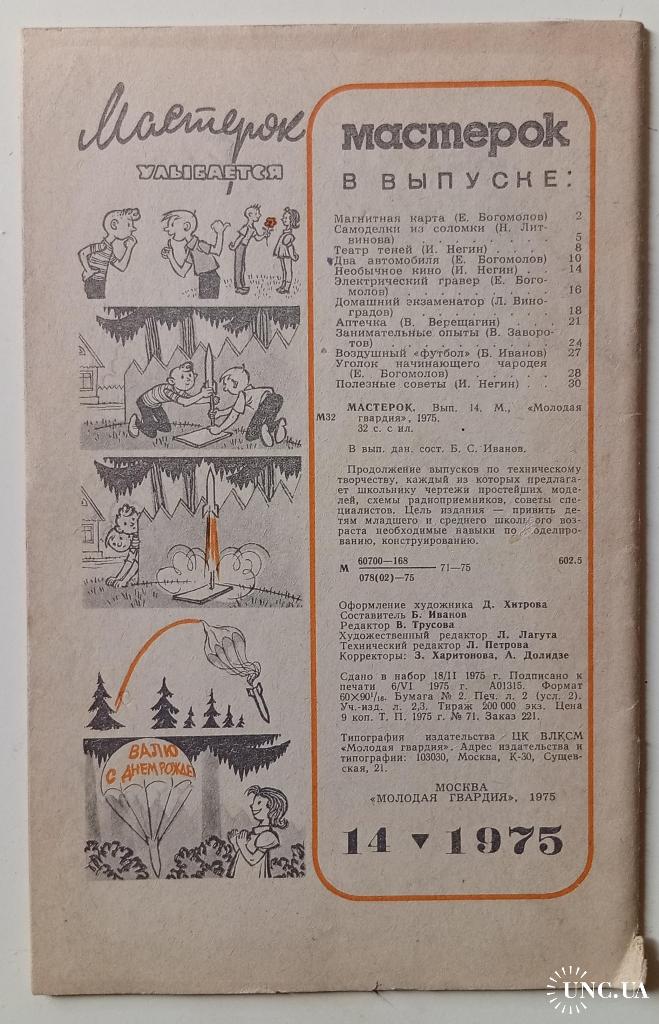 Мастерок
УЛЫБАЕТСЯ
ВАЛЮ
С ДНЕМ РОЖДЕ
мастерок
В ВЫПУСКЕ:
Магнитная карта (Е. Богомолов) 2
Самоделки из соломки (Н. Лит-
винова) . . . . . . . . . 5
Театр теней (И. Негин) . . . 8
Два автомобиля (Е. Богомолов) 10
Необычное кино (И. Негин) . . 14
Электрический гравер (Е. Бого-
молов) . . . . . . . . . 16
Домашний экзаменатор (Л. Вино-
градов) . . . . . . . . . 18
Аптечка (В. Верещагин) . . . 21
Занимательные опыты (В. Заворо-
тов) . . . . . . . . . . 24
Воздушный «футбол» (Б. Иванов) 27
Уголок начинающего чародея
(Е. Богомолов) . . . . . . 28
Полезные советы (И. Негин) . . 30
МАСТЕРОК. Вып. 14. М., «Молодая
М32 гвардия», 1975.
32 с. с ил.
В вып. дан. сост. Б. С. Иванов.
Продолжение выпусков по техническому
творчеству, каждый из которых предлага-
ет школьнику чертежи простейших моде-
лей, схемы радиоприемников, советы спе-
циалистов. Цель издания — привить де-
тям младшего и среднего школьного воз-
раста необходимые навыки по моделиро-
ванию, конструированию.
М 60700—168
078(02)—75 71—75 602.5
Оформление художника Д. Хитрова
Составитель Б. Иванов
Редактор В. Трусова
Художественный редактор Л. Лагута
Технический редактор Л. Петрова
Корректоры: З. Харитонова, А. Долидзе
Сдано в набор 18/II 1975 г. Подписано к
печати 6/VI 1975 г. А01315. Формат
60×90¹/₁₆. Бумага № 2. Печ. л. 2 (усл. 2).
Уч.-изд. л. 2,3. Тираж 200 000 экз. Цена
9 коп. Т. П. 1975 г. № 71. Заказ 221.
Типография издательства ЦК ВЛКСМ
«Молодая гвардия». Адрес издательства и
типографии: 103030, Москва, К-30, Сущев-
ская, 21.
МОСКВА
«МОЛОДАЯ ГВАРДИЯ», 1975
14 ▾ 1975
UNC.UA